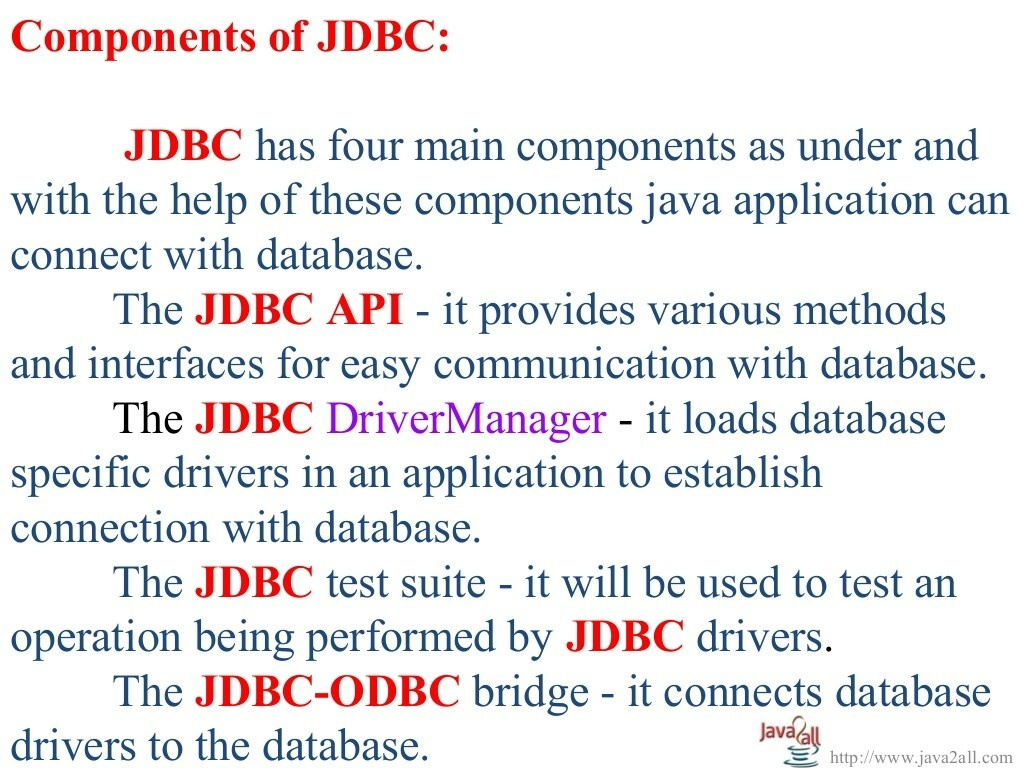 Components of JDBC:
JDBC has four main components as under and
with the help of these components java application can
connect with database.
The JDBC API - it provides various methods
and interfaces for easy communication with database.
The JDBC DriverManager - it loads database
specific drivers in an application to establish
connection with database.
The JDBC test suite - it will be used to test an
operation being performed by JDBC drivers.
The JDBC-ODBC bridge - it connects database
drivers to the database.
Java2all
http://www.java2all.com